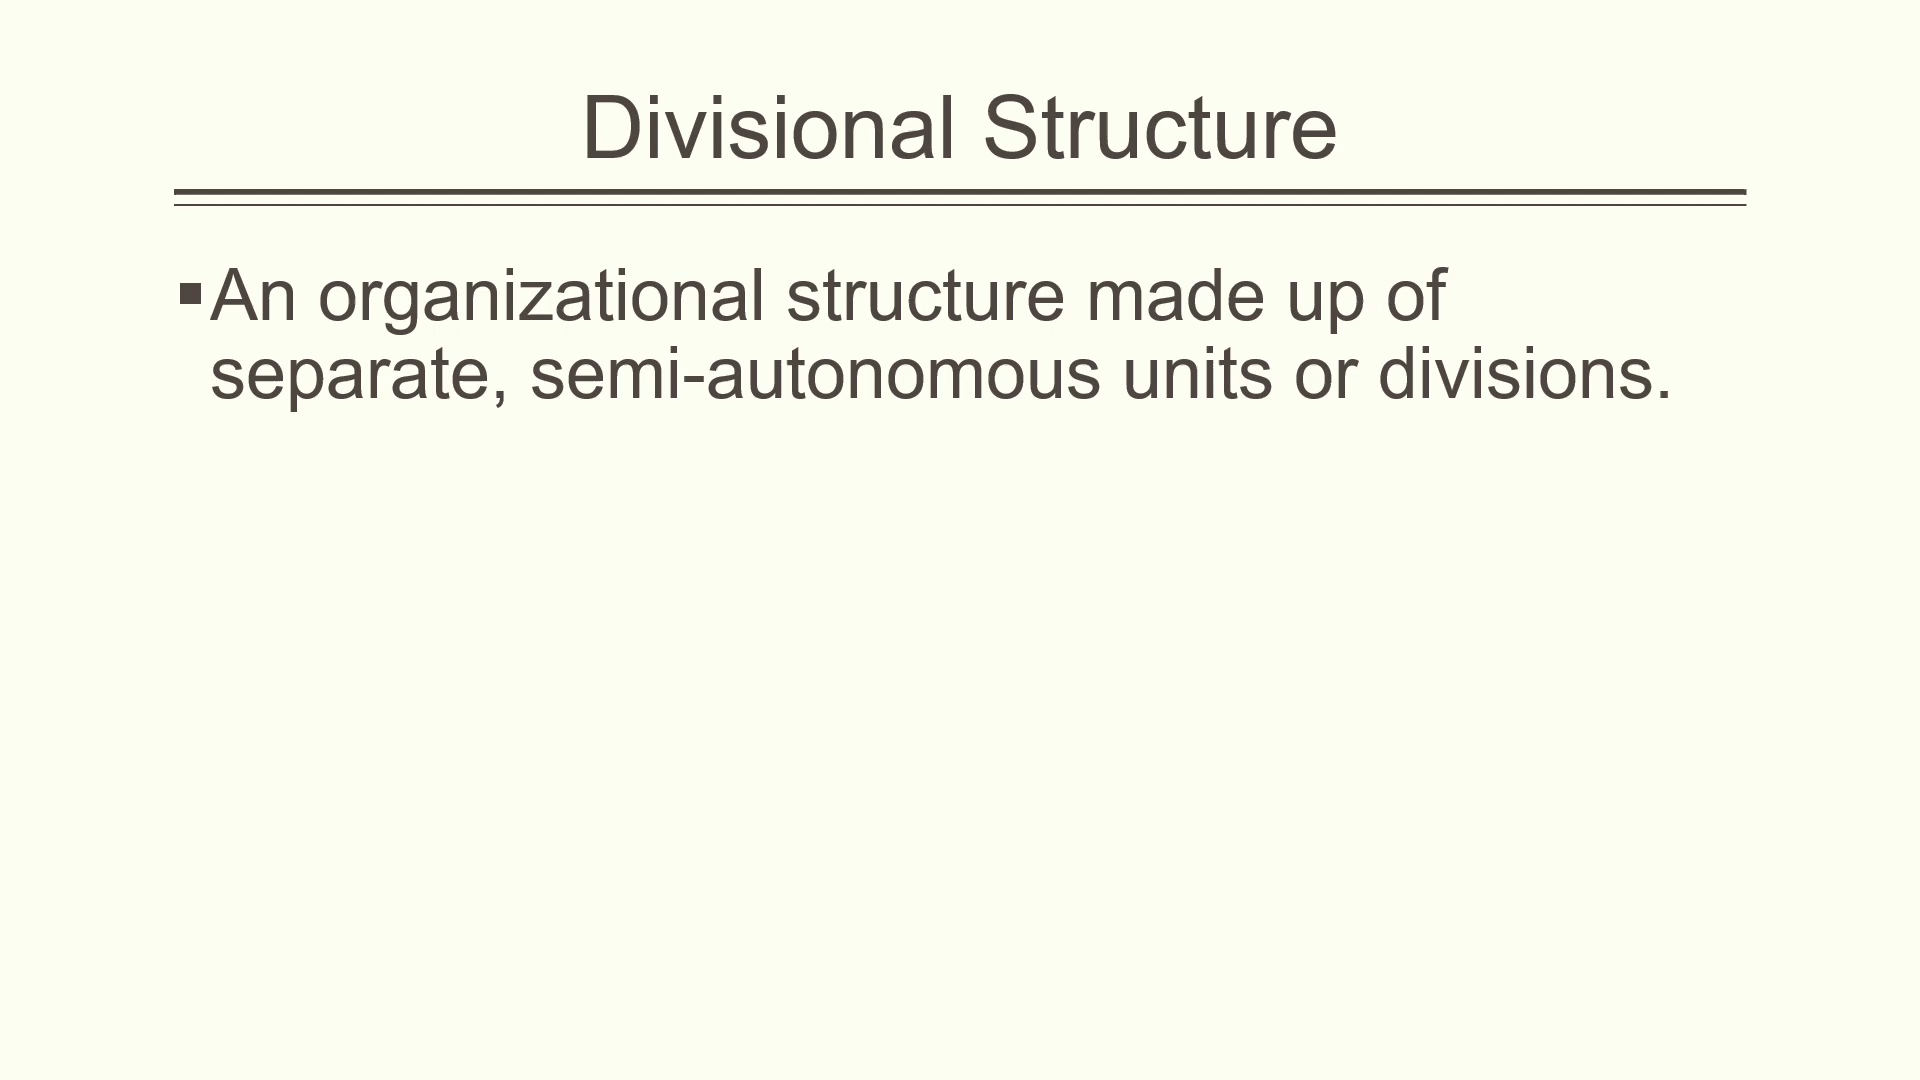 Divisional Structure
▪An organizational structure made up of
separate, semi-autonomous units or divisions.